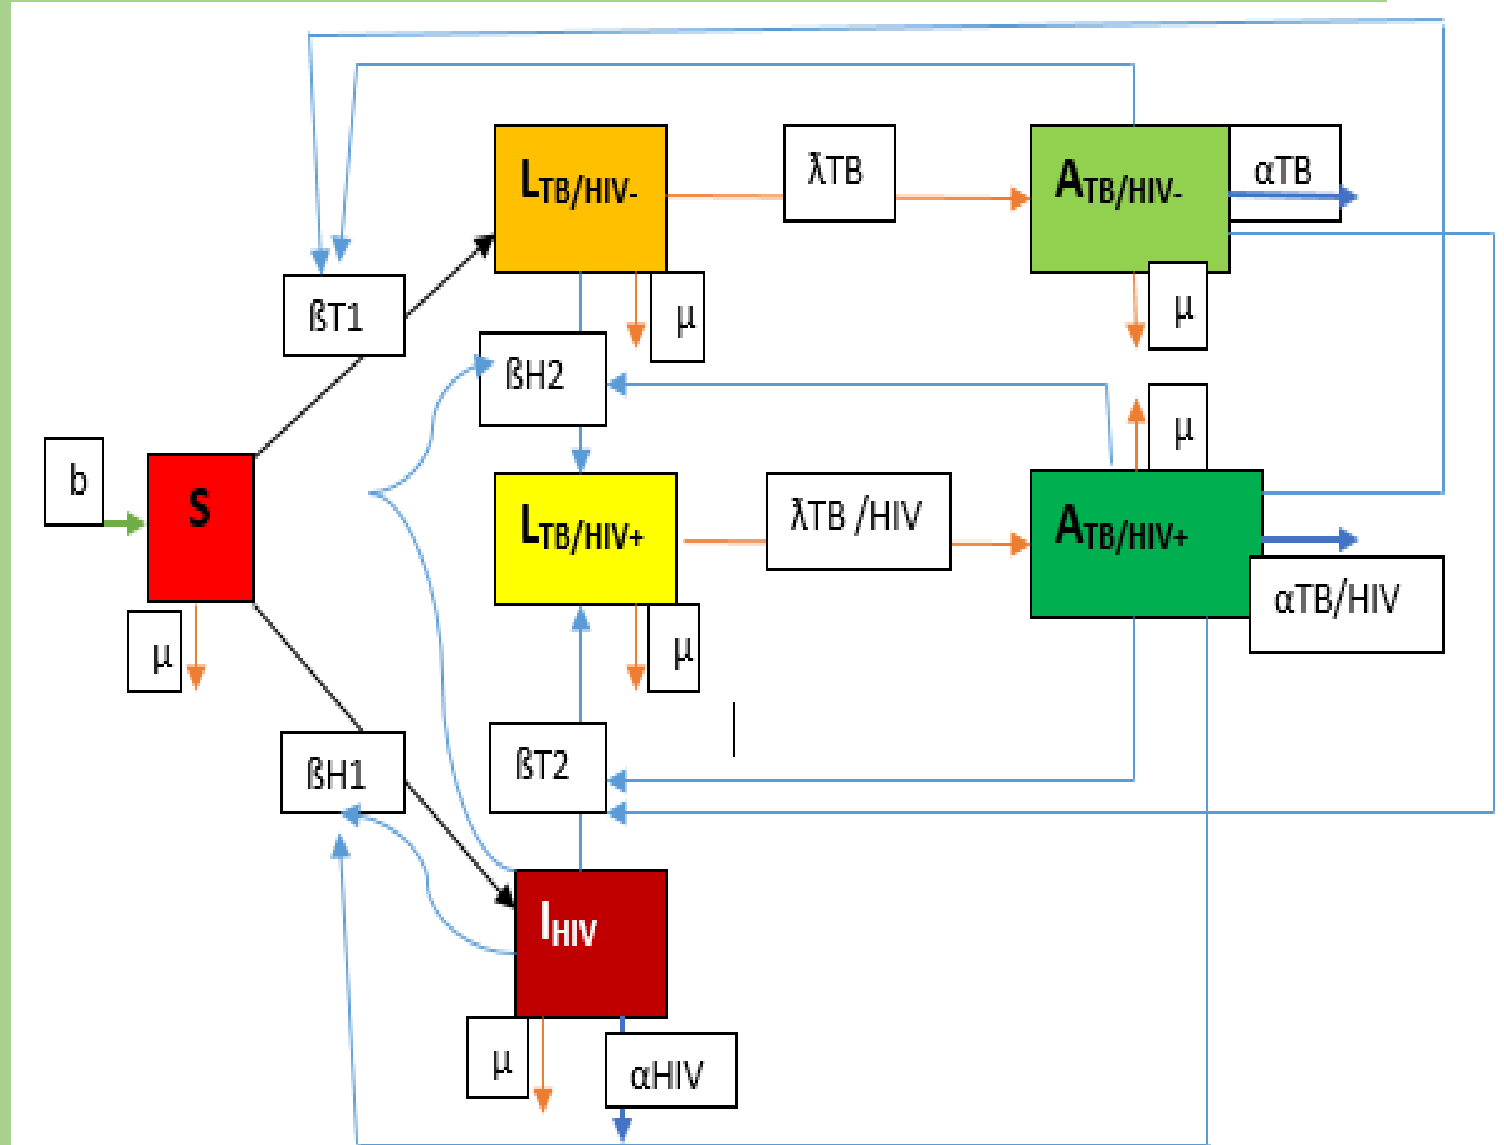 LTB/HIV-
ƛTB
ATB/HIV-
αTB
ßT1
µ
µ
ßH2
µ
b
S
LTB/HIV+
ƛTB /HIV
ATB/HIV+
αTB/HIV
µ
µ
ßH1
ßT2
IHIV
µ
αHIV